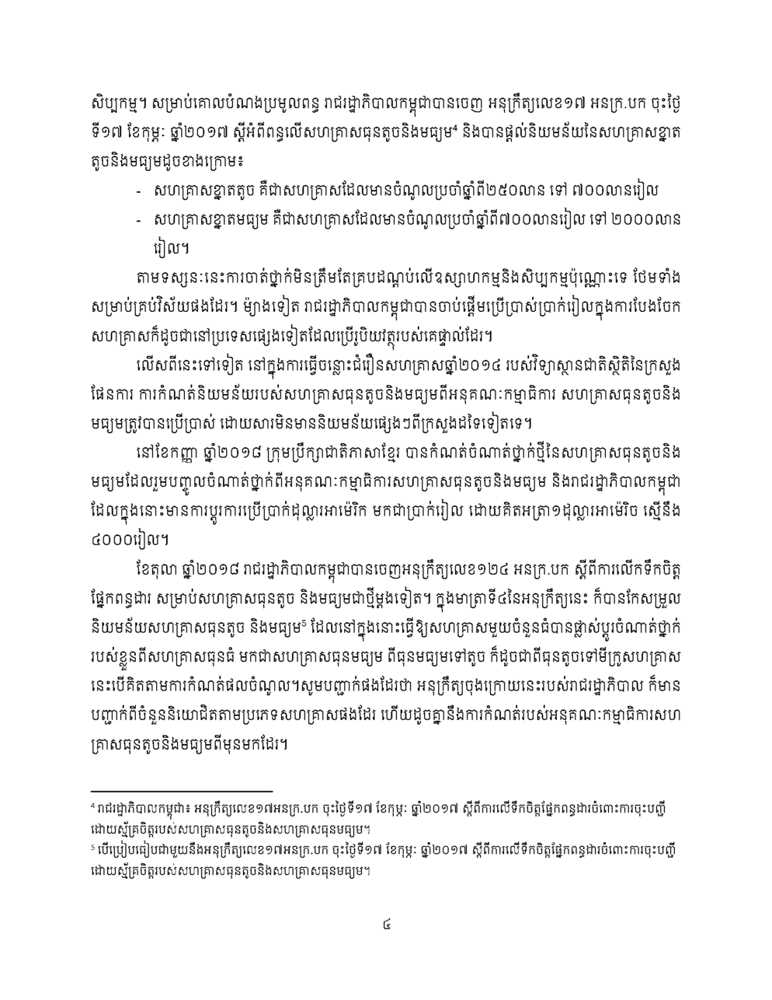 សិប្បកម្ម។ សម្រាប់គោលបំណងប្រមូលពន្ធ រាជរដ្ឋាភិបាលកម្ពុជាបានចេញ អនុក្រឹត្យលេខ១៧ អនក្រ.បក ចុះថ្ងៃ
ទី១៧ ខែកុម្ភៈ ឆ្នាំ២០១៧ ស្តីអំពីពន្ធលើសហគ្រាសធុនតូចនិងមធ្យម⁴ និងបានផ្តល់និយមន័យនៃសហគ្រាសខ្នាត
តូចនិងមធ្យមដូចខាងក្រោម៖
- សហគ្រាសខ្នាតតូច គឺជាសហគ្រាសដែលមានចំណូលប្រចាំឆ្នាំពី២៥០លាន ទៅ ៧០០លានរៀល
- សហគ្រាសខ្នាតមធ្យម គឺជាសហគ្រាសដែលមានចំណូលប្រចាំឆ្នាំពី៧០០លានរៀល ទៅ ២០០០លាន
រៀល។
តាមទស្សនៈនេះការចាត់ថ្នាក់មិនត្រឹមតែគ្របដណ្តប់លើឧស្សាហកម្មនិងសិប្បកម្មប៉ុណ្ណោះទេ ថែមទាំង
សម្រាប់គ្រប់វិស័យផងដែរ។ ម៉្យាងទៀត រាជរដ្ឋាភិបាលកម្ពុជាបានចាប់ផ្តើមប្រើប្រាស់ប្រាក់រៀលក្នុងការបែងចែក
សហគ្រាសក៏ដូចជានៅប្រទេសផ្សេងទៀតដែលប្រើរូបិយវត្ថុរបស់គេផ្ទាល់ដែរ។
លើសពីនេះទៅទៀត នៅក្នុងការធ្វើចន្លោះជំរឿនសហគ្រាសឆ្នាំ២០១៤ របស់វិទ្យាស្ថានជាតិស្ថិតិនៃក្រសួង
ផែនការ ការកំណត់និយមន័យរបស់សហគ្រាសធុនតូចនិងមធ្យមពីអនុគណៈកម្មាធិការ សហគ្រាសធុនតូចនិង
មធ្យមត្រូវបានប្រើប្រាស់ ដោយសារមិនមាននិយមន័យផ្សេងៗពីក្រសួងដទៃទៀតទេ។
នៅខែកញ្ញា ឆ្នាំ២០១៨ ក្រុមប្រឹក្សាជាតិភាសាខ្មែរ បានកំណត់ចំណាត់ថ្នាក់ថ្មីនៃសហគ្រាសធុនតូចនិង
មធ្យមដែលរួមបញ្ចូលចំណាត់ថ្នាក់ពីអនុគណៈកម្មាធិការសហគ្រាសធុនតូចនិងមធ្យម និងរាជរដ្ឋាភិបាលកម្ពុជា
ដែលក្នុងនោះមានការប្តូរការប្រើប្រាក់ដុល្លារអាម៉េរិក មកជាប្រាក់រៀល ដោយគិតអត្រា១ដុល្លារអាម៉េរិច ស្មើនឹង
៤០០០រៀល។
ខែតុលា ឆ្នាំ២០១៨ រាជរដ្ឋាភិបាលកម្ពុជាបានចេញអនុក្រឹត្យលេខ១២៤ អនក្រ.បក ស្តីពីការលើកទឹកចិត្ត
ផ្នែកពន្ធដារ សម្រាប់សហគ្រាសធុនតូច និងមធ្យមជាថ្មីម្តងទៀត។ ក្នុងមាត្រាទី៤នៃអនុក្រឹត្យនេះ ក៏បានកែសម្រួល
និយមន័យសហគ្រាសធុនតូច និងមធ្យម⁵ ដែលនៅក្នុងនោះធ្វើឱ្យសហគ្រាសមួយចំនួនធំបានផ្លាស់ប្តូរចំណាត់ថ្នាក់
របស់ខ្លួនពីសហគ្រាសធុនធំ មកជាសហគ្រាសធុនមធ្យម ពីធុនមធ្យមទៅតូច ក៏ដូចជាពីធុនតូចទៅមីក្រូសហគ្រាស
នេះបើគិតតាមការកំណត់ផលចំណូល។សូមបញ្ជាក់ផងដែរថា អនុក្រឹត្យចុងក្រោយនេះរបស់រាជរដ្ឋាភិបាល ក៏មាន
បញ្ជាក់ពីចំនួននិយោជិតតាមប្រភេទសហគ្រាសផងដែរ ហើយដូចគ្នានឹងការកំណត់របស់អនុគណៈកម្មាធិការសហ
គ្រាសធុនតូចនិងមធ្យមពីមុនមកដែរ។
⁴ រាជរដ្ឋាភិបាលកម្ពុជា៖ អនុក្រឹត្យលេខ១៧អនក្រ.បក ចុះថ្ងៃទី១៧ ខែកុម្ភៈ ឆ្នាំ២០១៧ ស្តីពីការលើទឹកចិត្តផ្នែកពន្ធដារចំពោះការចុះបញ្ជី
ដោយស្ម័គ្រចិត្តរបស់សហគ្រាសធុនតូចនិងសហគ្រាសធុនមធ្យម។
⁵ បើប្រៀបធៀបជាមួយនឹងអនុក្រឹត្យលេខ១៧អនក្រ.បក ចុះថ្ងៃទី១៧ ខែកុម្ភៈ ឆ្នាំ២០១៧ ស្តីពីការលើទឹកចិត្តផ្នែកពន្ធដារចំពោះការចុះបញ្ជី
ដោយស្ម័គ្រចិត្តរបស់សហគ្រាសធុនតូចនិងសហគ្រាសធុនមធ្យម។
៤